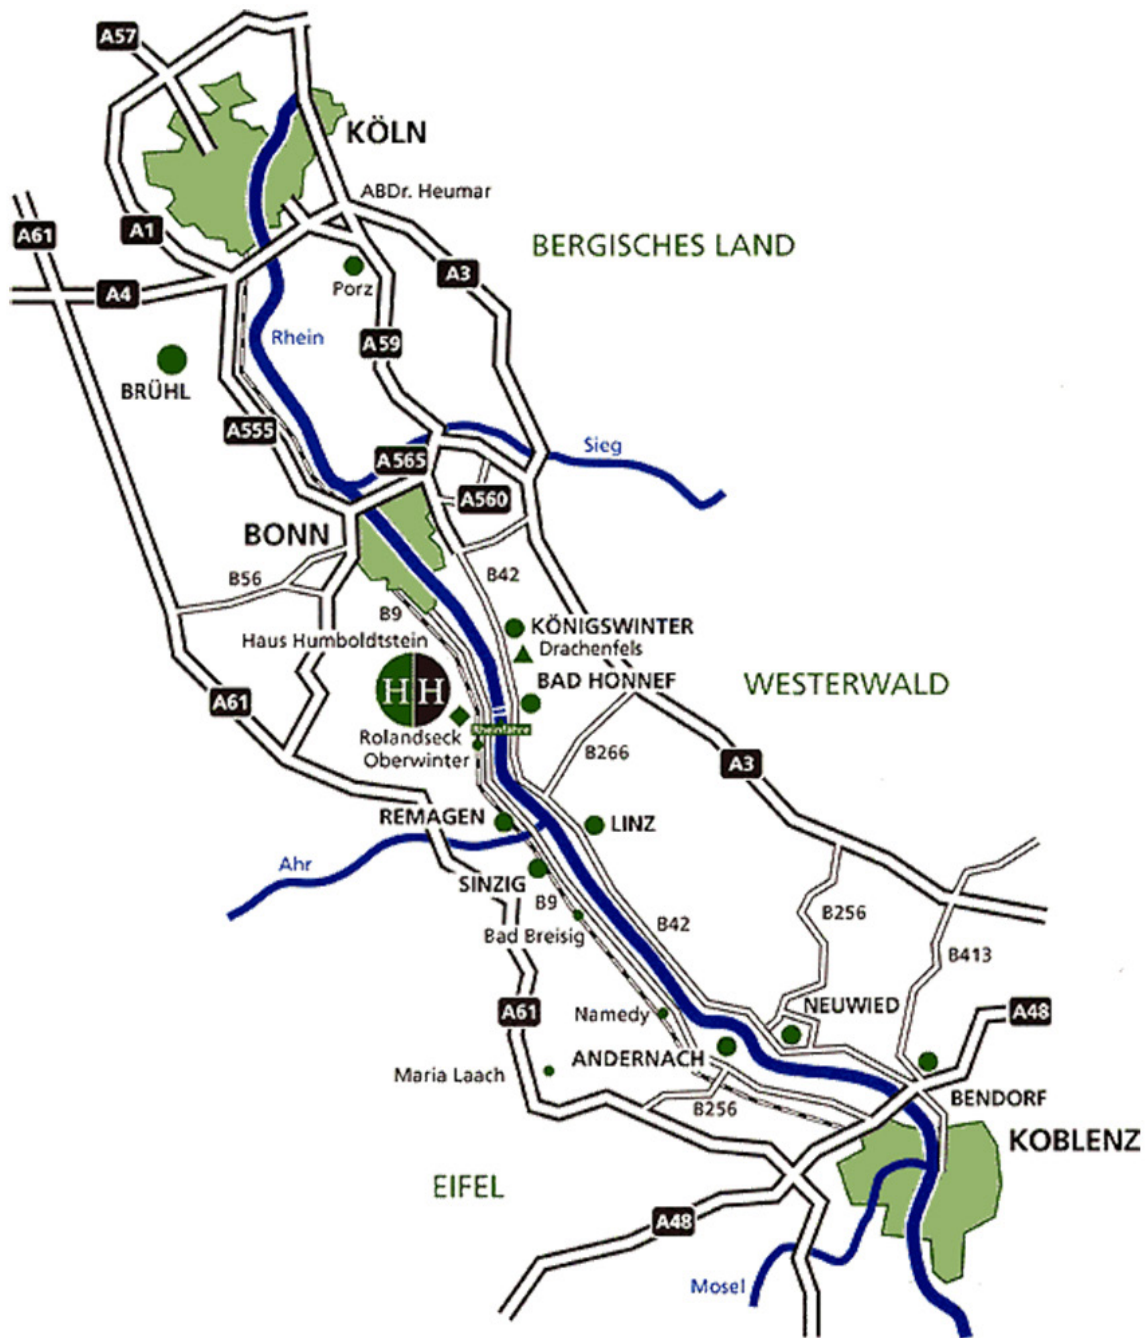 A57
KÖLN
ABDr. Heumar
A61
A1
BERGISCHES LAND
A3
A4
Porz
Rhein
A59
BRÜHL
A555
Sieg
A565
A560
BONN
B56
B42
B9
KÖNIGSWINTER
Haus Humboldtstein
Drachenfels
BAD HONNEF
WESTERWALD
HH
A61
Rolandseck
Rheinfähre
Oberwinter
B266
A3
REMAGEN
LINZ
Ahr
SINZIG
B9
B256
B42
Bad Breisig
B413
NEUWIED
A61
Namedy
A48
ANDERNACH
Maria Laach
BENDORF
B256
KOBLENZ
EIFEL
A48
Mosel